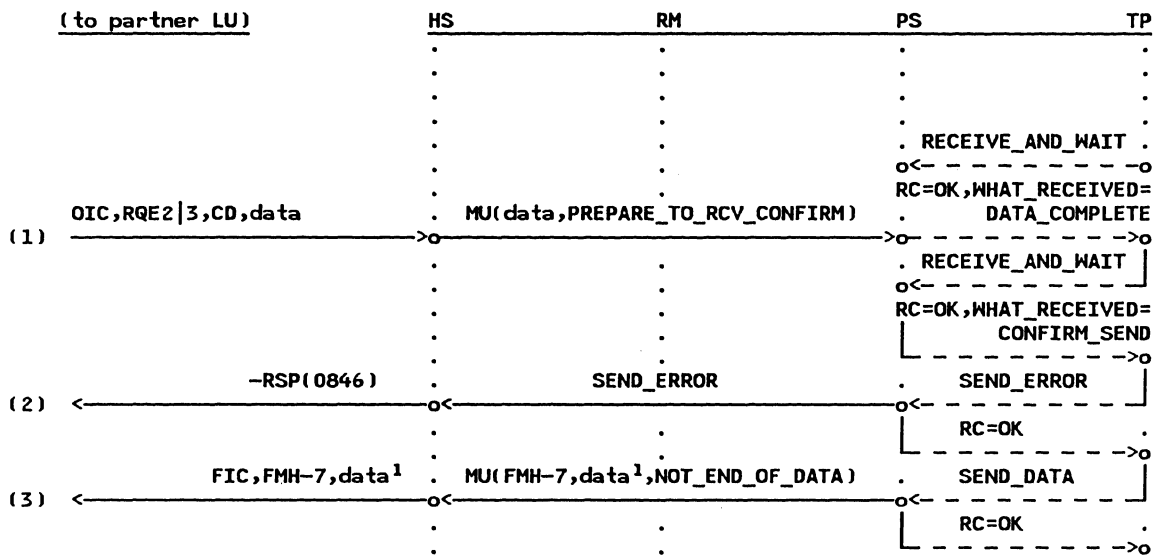 (to partner LU) HS RM PS TP
RECEIVE_AND_WAIT
RC=OK,WHAT_RECEIVED=
OIC,RQE2|3,CD,data MU(data,PREPARE_TO_RCV_CONFIRM) DATA_COMPLETE
(1)
RECEIVE_AND_WAIT
RC=OK,WHAT_RECEIVED=
CONFIRM_SEND
-RSP(0846) SEND_ERROR SEND_ERROR
(2)
RC=OK
FIC,FMH-7,data¹ MU(FMH-7,data¹,NOT_END_OF_DATA) SEND_DATA
(3)
RC=OK